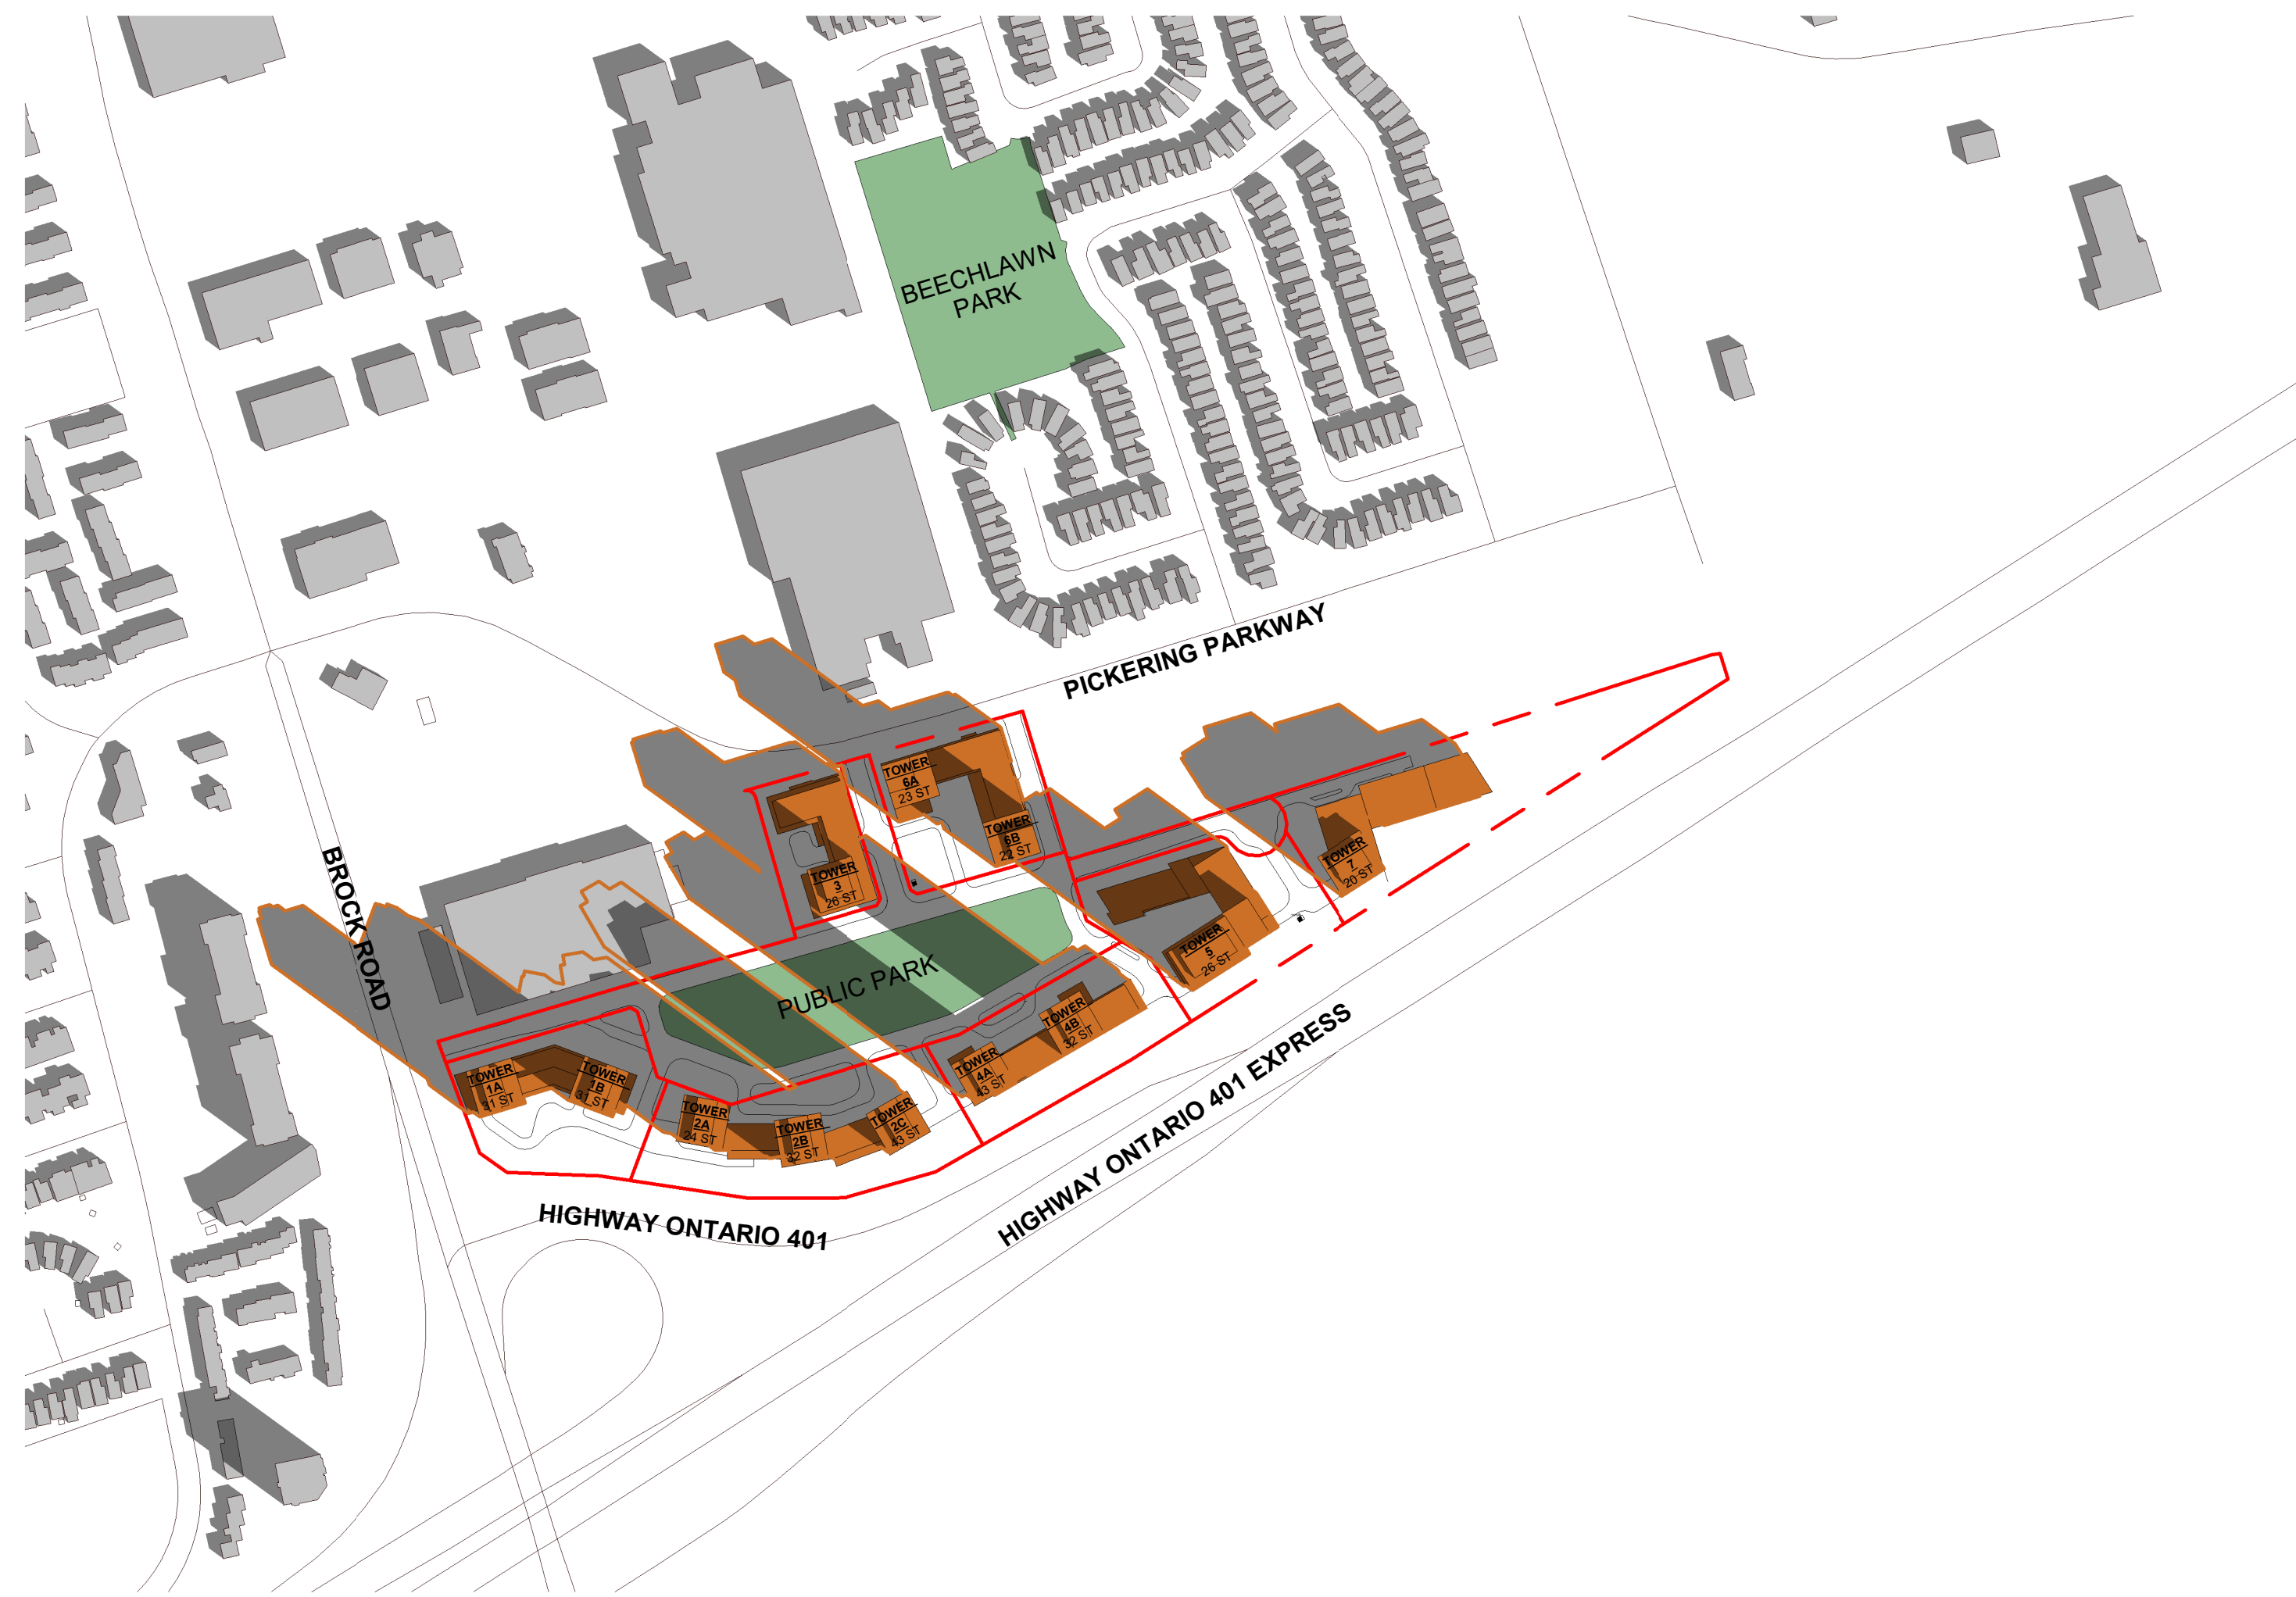 BEECHLAWN
PARK
PICKERING PARKWAY
BROCK ROAD
TOWER
6A
23 ST
TOWER
6B
22 ST
TOWER
3
26 ST
TOWER
7
20 ST
TOWER
5
26 ST
PUBLIC PARK
TOWER
4B
32 ST
TOWER
4A
43 ST
TOWER
1A
31 ST
TOWER
1B
31 ST
TOWER
2A
24 ST
TOWER
2B
32 ST
TOWER
2C
43 ST
HIGHWAY ONTARIO 401
HIGHWAY ONTARIO 401 EXPRESS